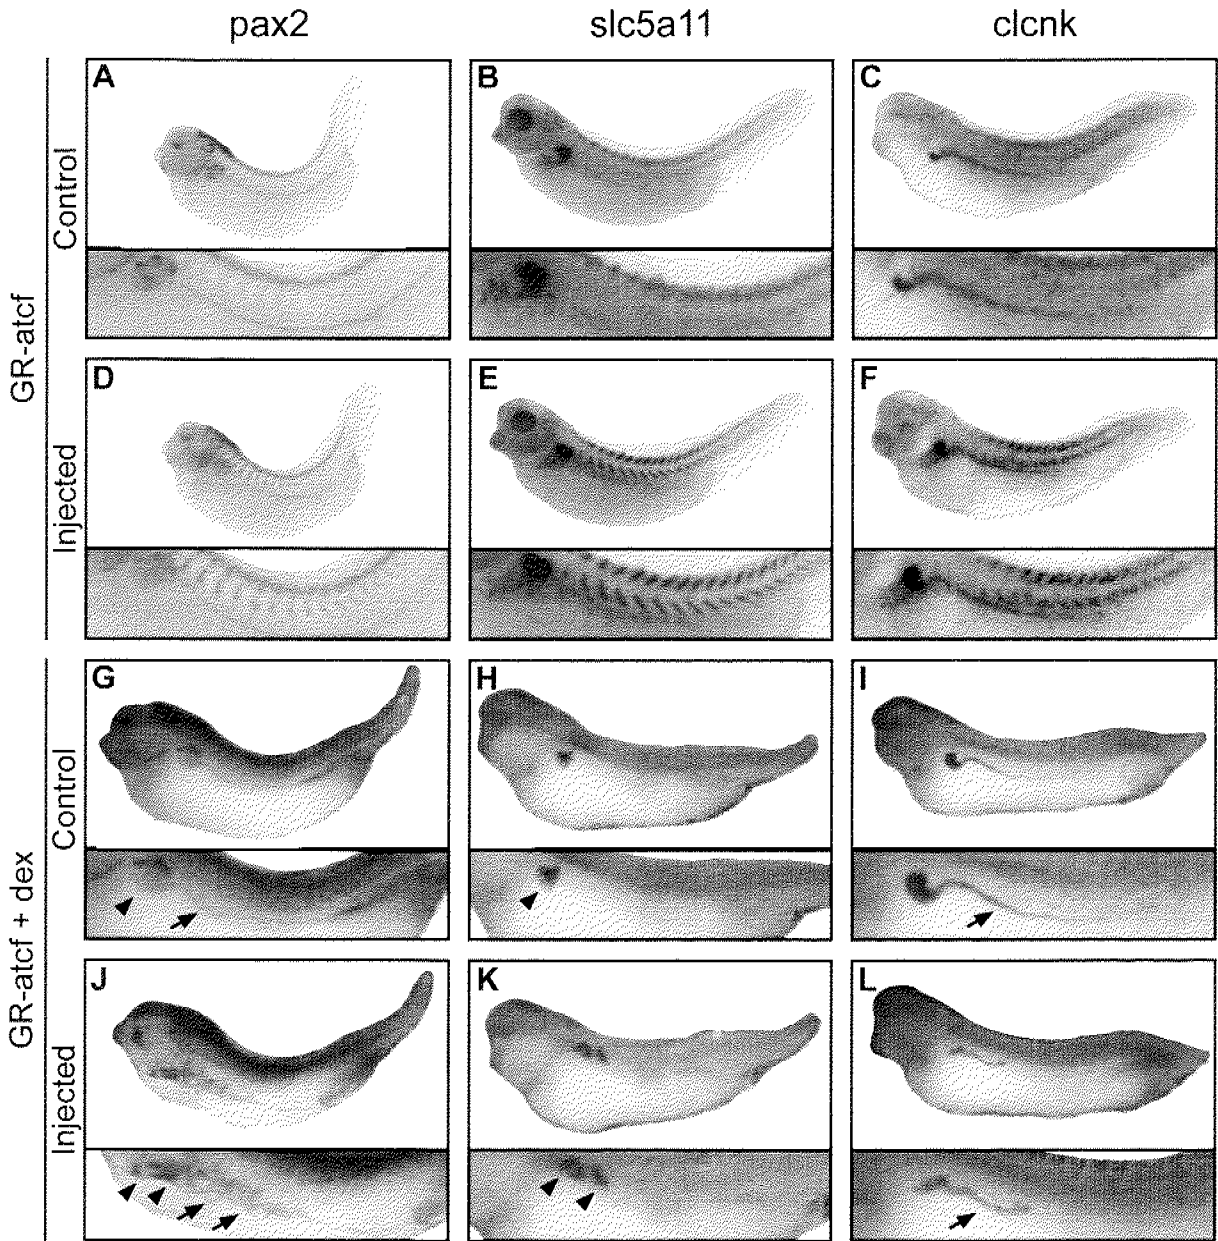 pax2 slc5a11 clcnk
GR-atcf
Control
A B C
Injected
D E F
GR-atcf + dex
Control
G H I
Injected
J K L